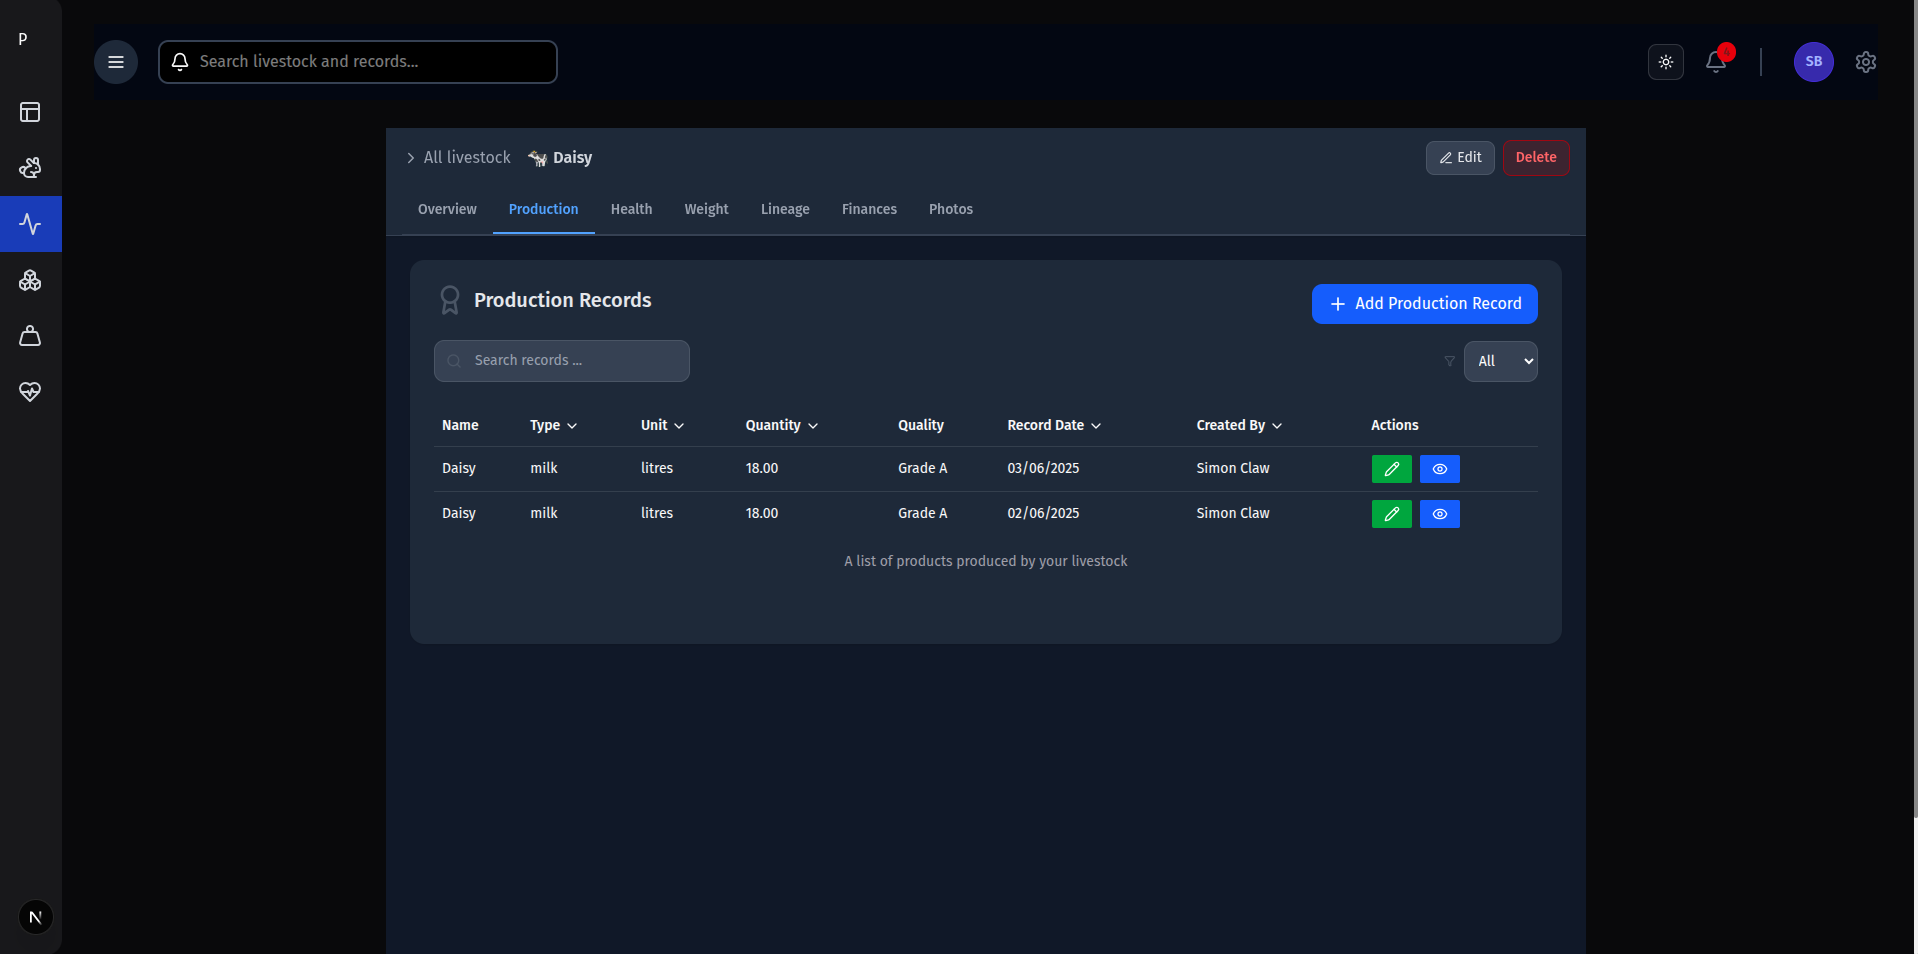 P
Search livestock and records...
SB
All livestock Daisy
Edit
Delete
Overview Production Health Weight Lineage Finances Photos
Production Records
Add Production Record
Search records ...
All
Name Type Unit Quantity Quality Record Date Created By Actions
Daisy milk litres 18.00 Grade A 03/06/2025 Simon Claw
Daisy milk litres 18.00 Grade A 02/06/2025 Simon Claw
A list of products produced by your livestock
N